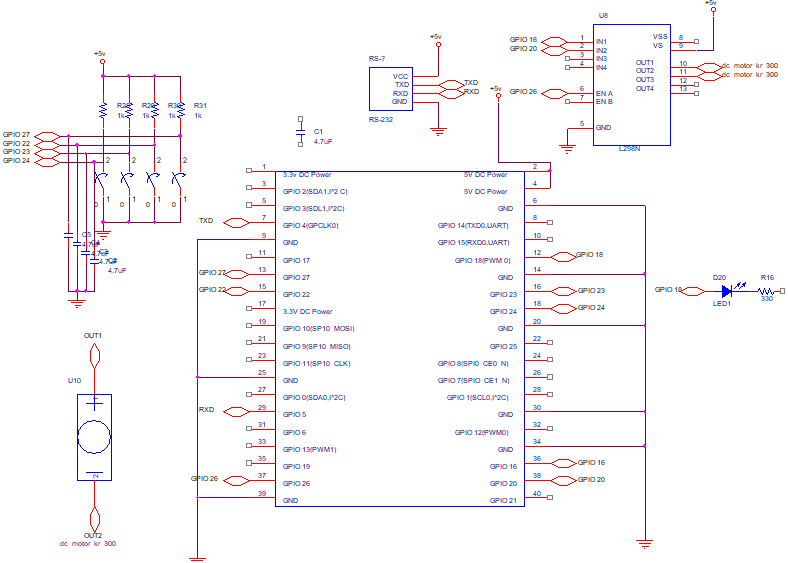 +5v
R28
1k
R29
1k
R30
1k
R31
1k
GPIO 27
GPIO 22
GPIO 23
GPIO 24
2
2
2
2
0
1
0
1
0
1
0
1
C5
4.7uF
4.7uF
4.7uF
4.7uF
C1
4.7uF
RS-?
VCC
TXD
RXD
GND
RS-232
+5v
TXD
RXD
+5v
U8
+5v
GPIO 16
GPIO 20
GPIO 26
1
2
3
4
6
7
5
IN1
IN2
IN3
IN4
EN A
EN B
GND
VSS
VS
OUT1
OUT2
OUT3
OUT4
8
9
10
11
12
13
dc motor kr 300
dc motor kr 300
L298N
1
3.3v DC Power
5V DC Power
2
3
GPIO 2(SDA1,I^2 C)
5V DC Power
4
5
GPIO 3(SDL1,I^2C)
GND
6
TXD
7
GPIO 4(GPCLK0)
GPIO 14(TXD0,UART)
8
9
GND
GPIO 15(RXD0,UART)
10
11
GPIO 17
GPIO 18(PWM 0)
12
GPIO 18
GPIO 27
13
GPIO 27
GND
14
GPIO 22
15
GPIO 22
GPIO 23
16
GPIO 23
17
3.3V DC Power
GPIO 24
18
GPIO 24
19
GPIO 10(SP10 MOSI)
GND
20
21
GPIO 9(SP10 MISO)
GPIO 25
22
23
GPIO 11(SP10 CLK)
GPIO 8(SPI0 CE0 N)
24
25
GND
GPIO 7(SPIO CE1 N)
26
27
GPIO 0(SDA0,I^2C)
GPIO 1(SCL0,I^2C)
28
RXD
29
GPIO 5
GND
30
31
GPIO 6
GPIO 12(PWM0)
32
33
GPIO 13(PWM1)
GND
34
35
GPIO 19
GPIO 16
36
GPIO 16
GPIO 26
37
GPIO 26
GPIO 20
38
GPIO 20
39
GND
GPIO 21
40
GPIO 18
D20
LED1
R16
330
OUT1
U10
1
2
OUT2
dc motor kr 300